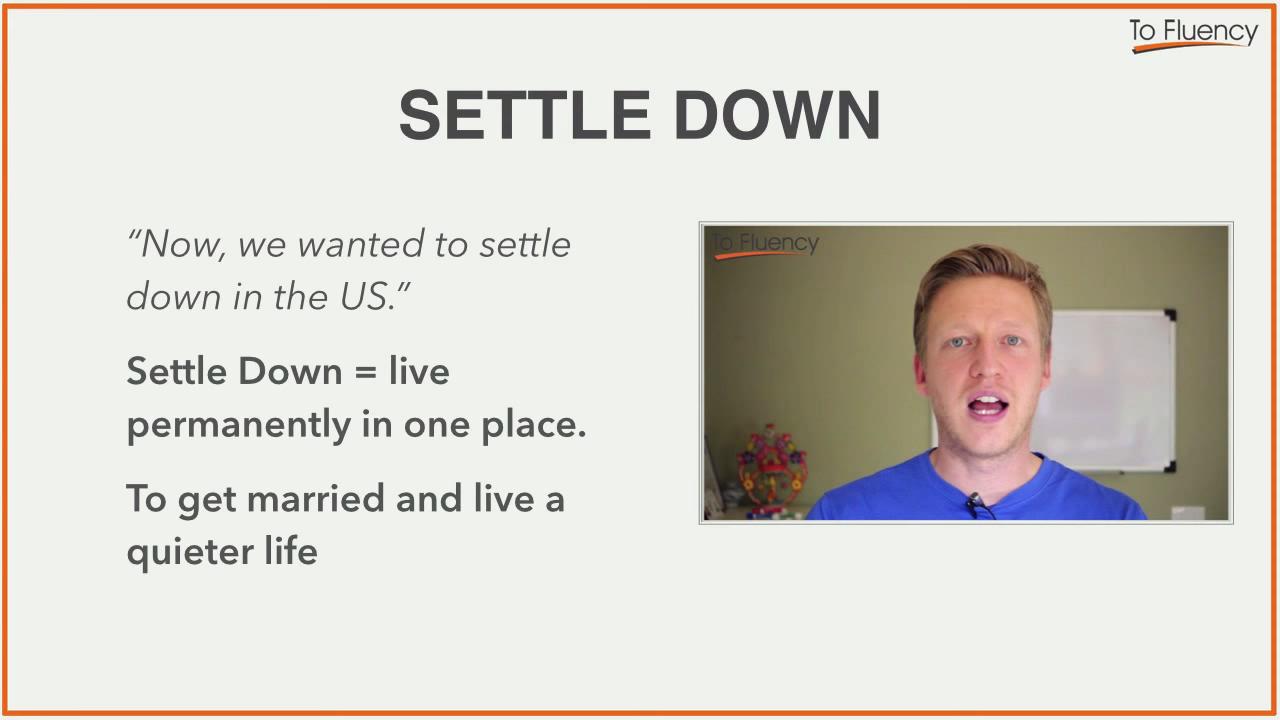 To Fluency
SETTLE DOWN
“Now, we wanted to settle
down in the US.”
Settle Down = live
permanently in one place.
To get married and live a
quieter life
To Fluency